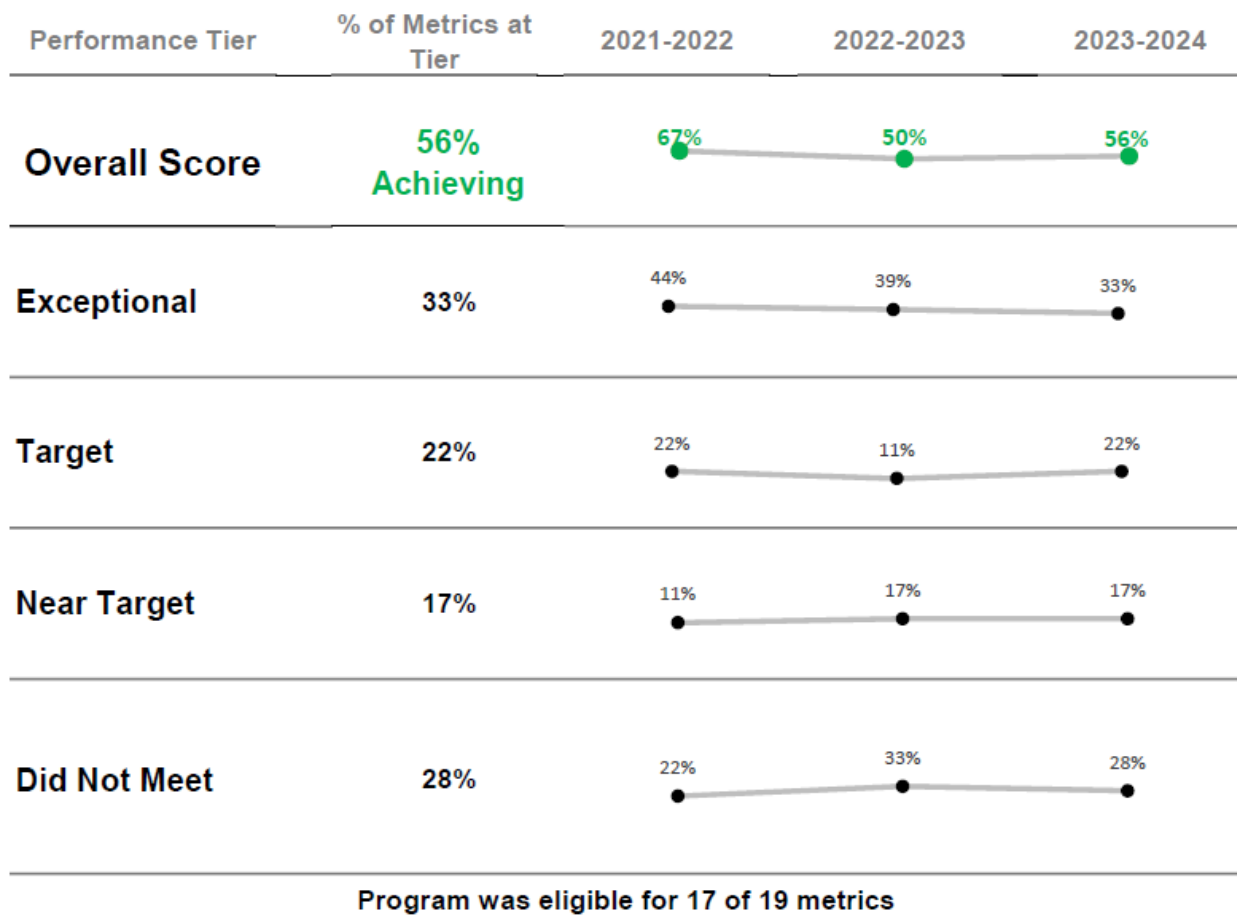 Performance Tier % of Metrics at Tier 2021-2022 2022-2023 2023-2024
Overall Score 56% Achieving 67% 50% 56%
Exceptional 33% 44% 39% 33%
Target 22% 22% 11% 22%
Near Target 17% 11% 17% 17%
Did Not Meet 28% 22% 33% 28%
Program was eligible for 17 of 19 metrics